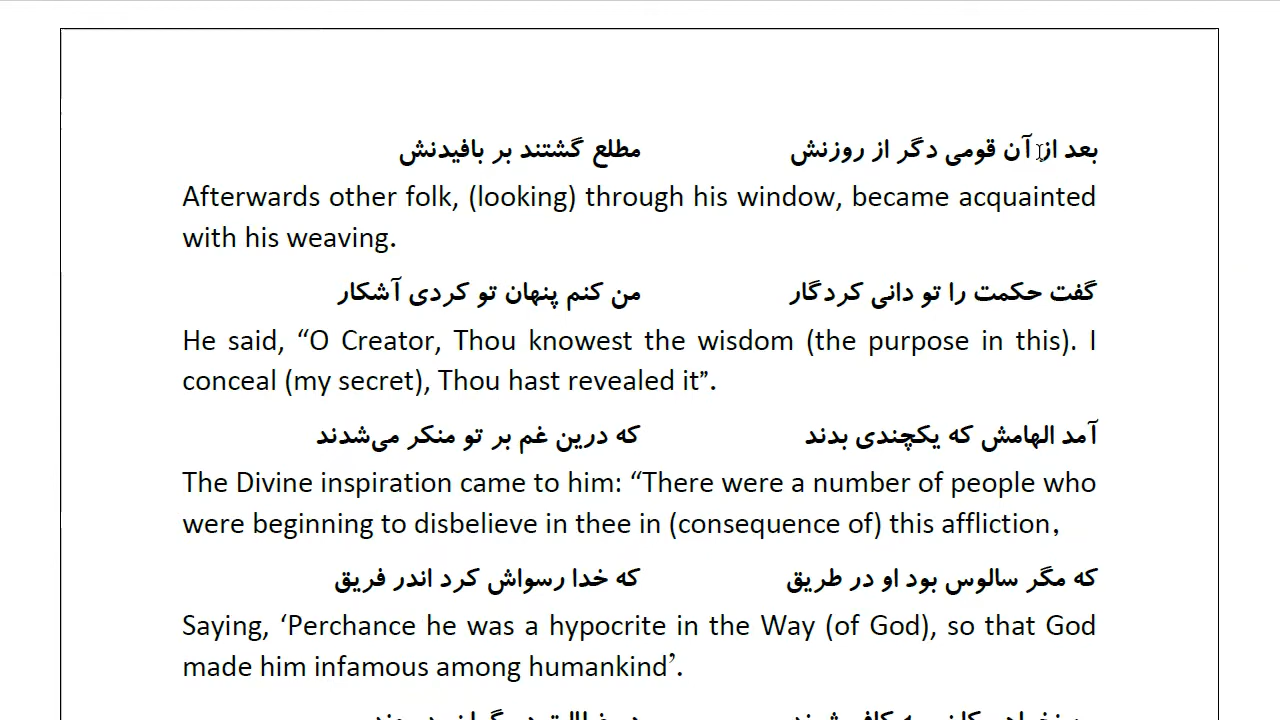 بعد از آن قومی دگر از روزنش مطلع گشتند بر بافیدنش
Afterwards other folk, (looking) through his window, became acquainted
with his weaving.
گفت حکمت را تو دانی کردگار من کنم پنهان تو کردی آشکار
He said, “O Creator, Thou knowest the wisdom (the purpose in this). I
conceal (my secret), Thou hast revealed it”.
آمد الهامش که یکچندی بدند که درین غم بر تو منکر می‌شدند
The Divine inspiration came to him: “There were a number of people who
were beginning to disbelieve in thee in (consequence of) this affliction,
که مگر سالوس بود او در طریق که خدا رسواش کرد اندر فریق
Saying, ‘Perchance he was a hypocrite in the Way (of God), so that God
made him infamous among humankind’.